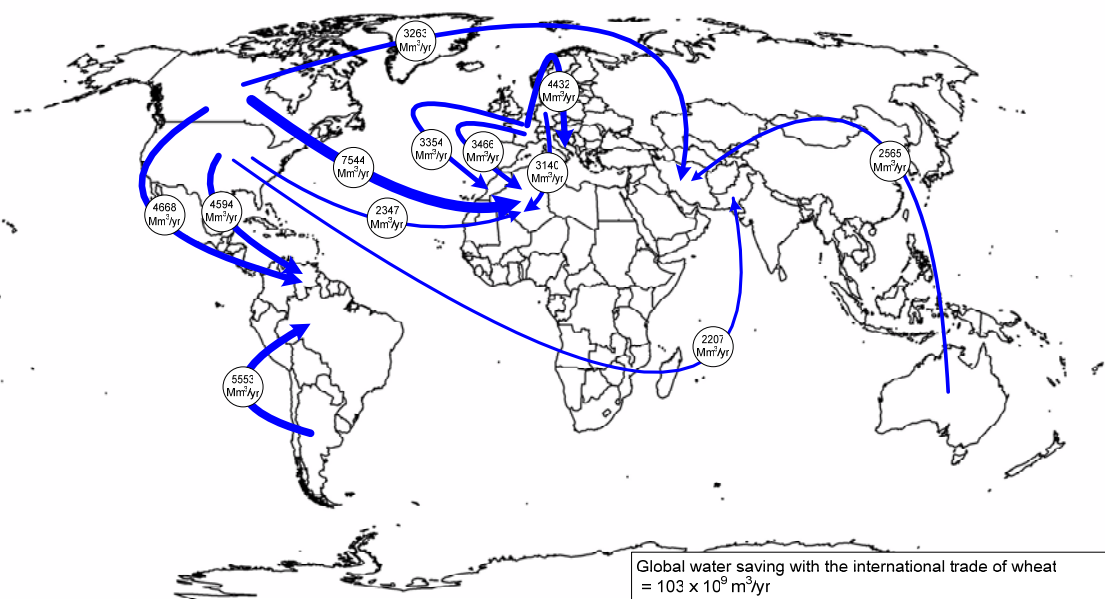 3263
Mm³/yr
4432
Mm³/yr
3354
Mm³/yr
3466
Mm³/yr
7544
Mm³/yr
3140
Mm³/yr
2565
Mm³/yr
4668
Mm³/yr
4594
Mm³/yr
2347
Mm³/yr
2207
Mm³/yr
5553
Mm³/yr
Global water saving with the international trade of wheat
= 103 x 10⁹ m³/yr